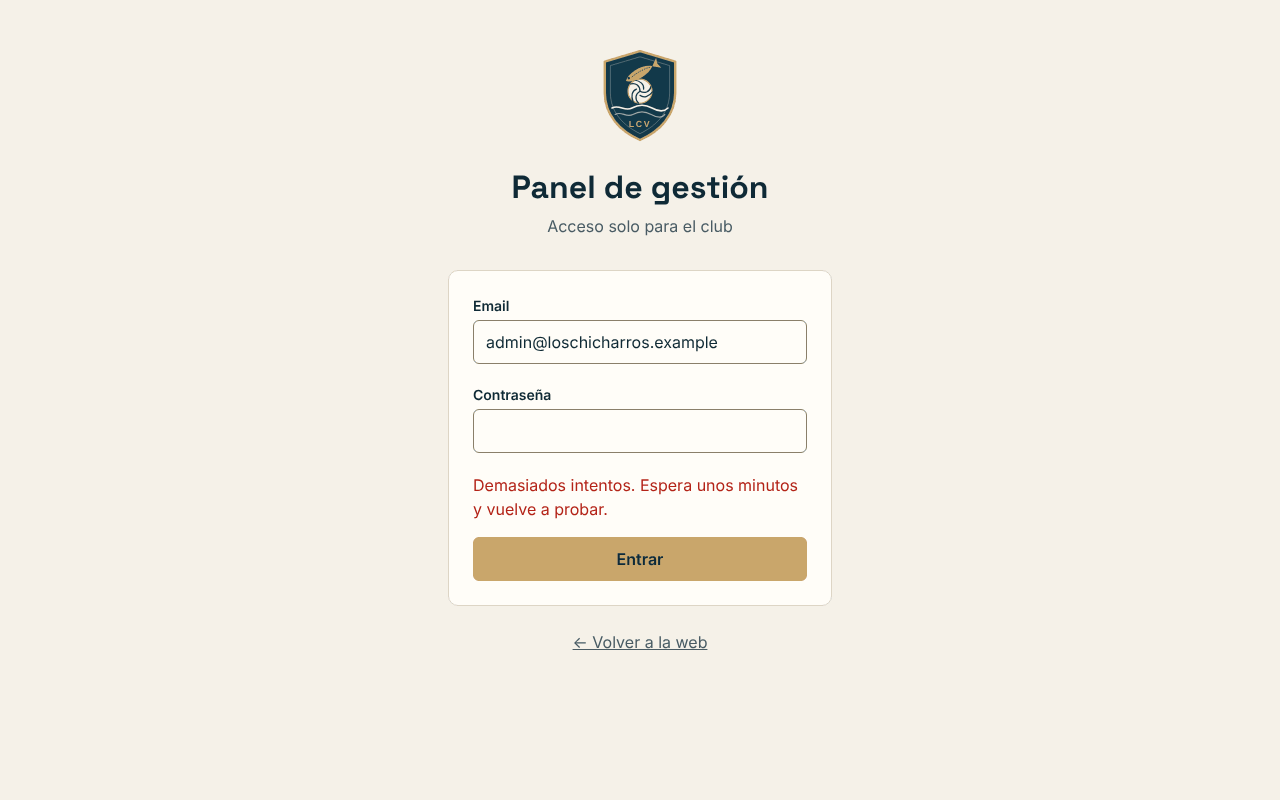 LCV
Panel de gestión
Acceso solo para el club
Email
admin@loschicharros.example
Contraseña
Demasiados intentos. Espera unos minutos
y vuelve a probar.
Entrar
← Volver a la web